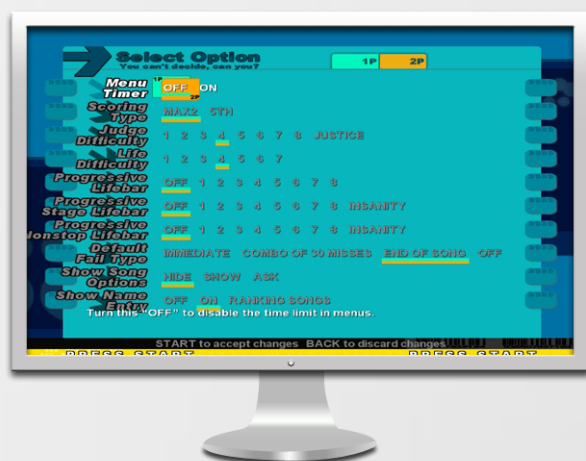 Select Option
You can't decide, can you?
1P 2P
1P
Menu Timer OFF ON
2P
Scoring Type MAX2 5TH
Judge Difficulty 1 2 3 4 5 6 7 8 JUSTICE
Life Difficulty 1 2 3 4 5 6 7
Progressive Lifebar OFF 1 2 3 4 5 6 7 8
Progressive Stage Lifebar OFF 1 2 3 4 5 6 7 8 INSANITY
Progressive Nonstop Lifebar OFF 1 2 3 4 5 6 7 8 INSANITY
Default Fail Type IMMEDIATE COMBO OF 30 MISSES END OF SONG OFF
Show Song Options HIDE SHOW ASK
Show Name Entry OFF ON RANKING SONGS
Turn this "OFF" to disable the time limit in menus.
START to accept changes BACK to discard changes
PRESS START PRESS START